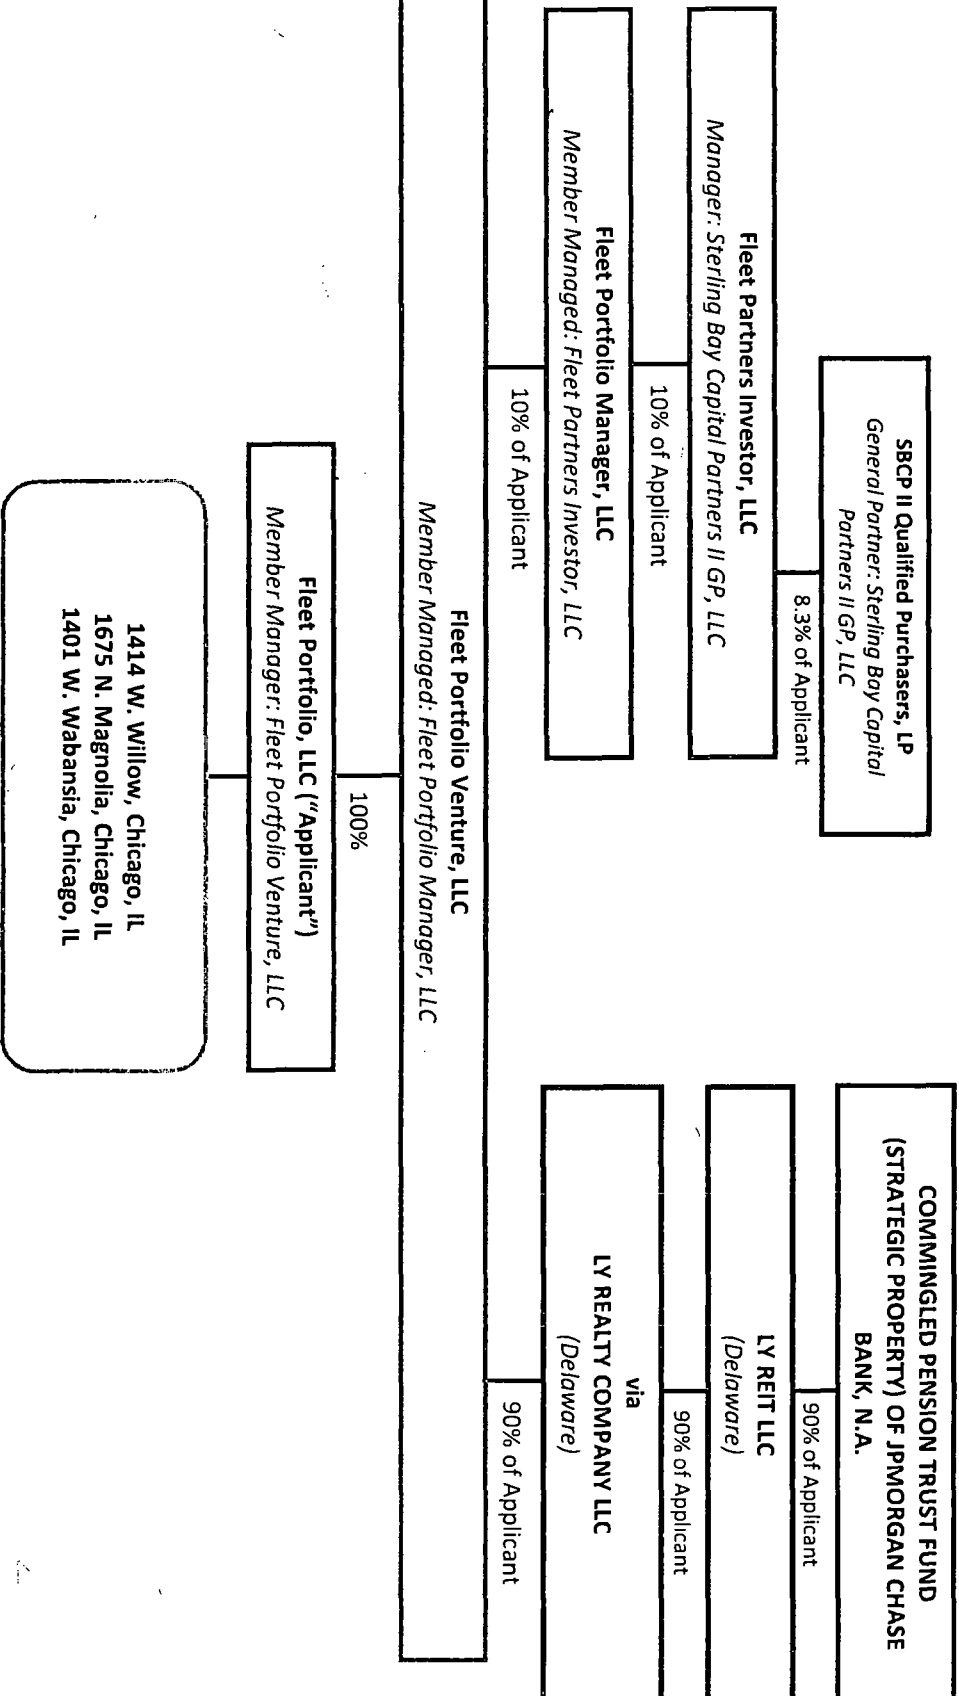 SBCP II Qualified Purchasers, LP
General Partner: Sterling Bay Capital
Partners II GP, LLC
8.3% of Applicant
Fleet Partners Investor, LLC
Manager: Sterling Bay Capital Partners II GP, LLC
10% of Applicant
Fleet Portfolio Manager, LLC
Member Managed: Fleet Partners Investor, LLC
10% of Applicant
COMMINGLED PENSION TRUST FUND
(STRATEGIC PROPERTY) OF JPMORGAN CHASE
BANK, N.A.
90% of Applicant
LY REIT LLC
(Delaware)
90% of Applicant
via
LY REALTY COMPANY LLC
(Delaware)
90% of Applicant
Fleet Portfolio Venture, LLC
Member Managed: Fleet Portfolio Manager, LLC
100%
Fleet Portfolio, LLC (“Applicant”)
Member Manager: Fleet Portfolio Venture, LLC
1414 W. Willow, Chicago, IL
1675 N. Magnolia, Chicago, IL
1401 W. Wabansia, Chicago, IL